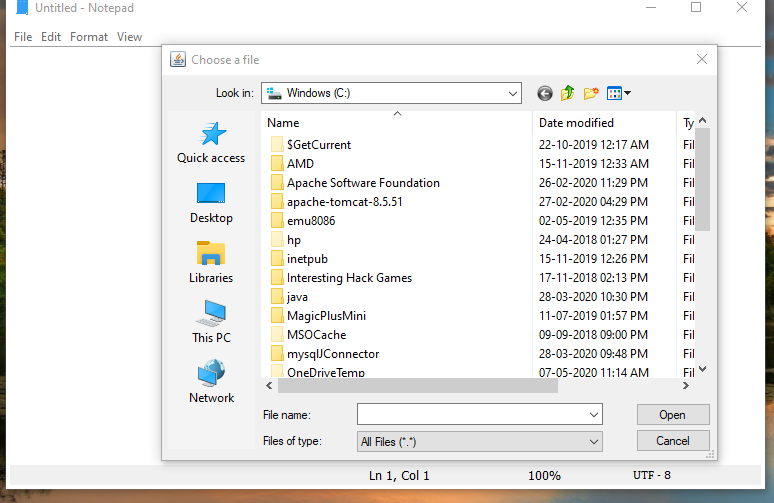 Untitled - Notepad
File Edit Format View
Choose a file
Look in: Windows (C:)
Quick access
Desktop
Libraries
This PC
Network
Name Date modified Ty
$GetCurrent 22-10-2019 12:17 AM Fil
AMD 15-11-2019 12:33 AM Fil
Apache Software Foundation 26-02-2020 11:29 PM Fil
apache-tomcat-8.5.51 27-02-2020 04:29 PM Fil
emu8086 02-05-2019 12:35 PM Fil
hp 24-04-2018 01:27 PM Fil
inetpub 15-11-2019 12:26 PM Fil
Interesting Hack Games 17-11-2018 02:13 PM Fil
java 28-03-2020 10:30 PM Fil
MagicPlusMini 11-07-2019 01:57 PM Fil
MSOCache 09-09-2018 09:00 PM Fil
mysqlJConnector 28-03-2020 09:48 PM Fil
OneDriveTemp 07-05-2020 11:14 AM Fil
File name: Open
Files of type: All Files (*.*) Cancel
Ln 1, Col 1 100% UTF - 8